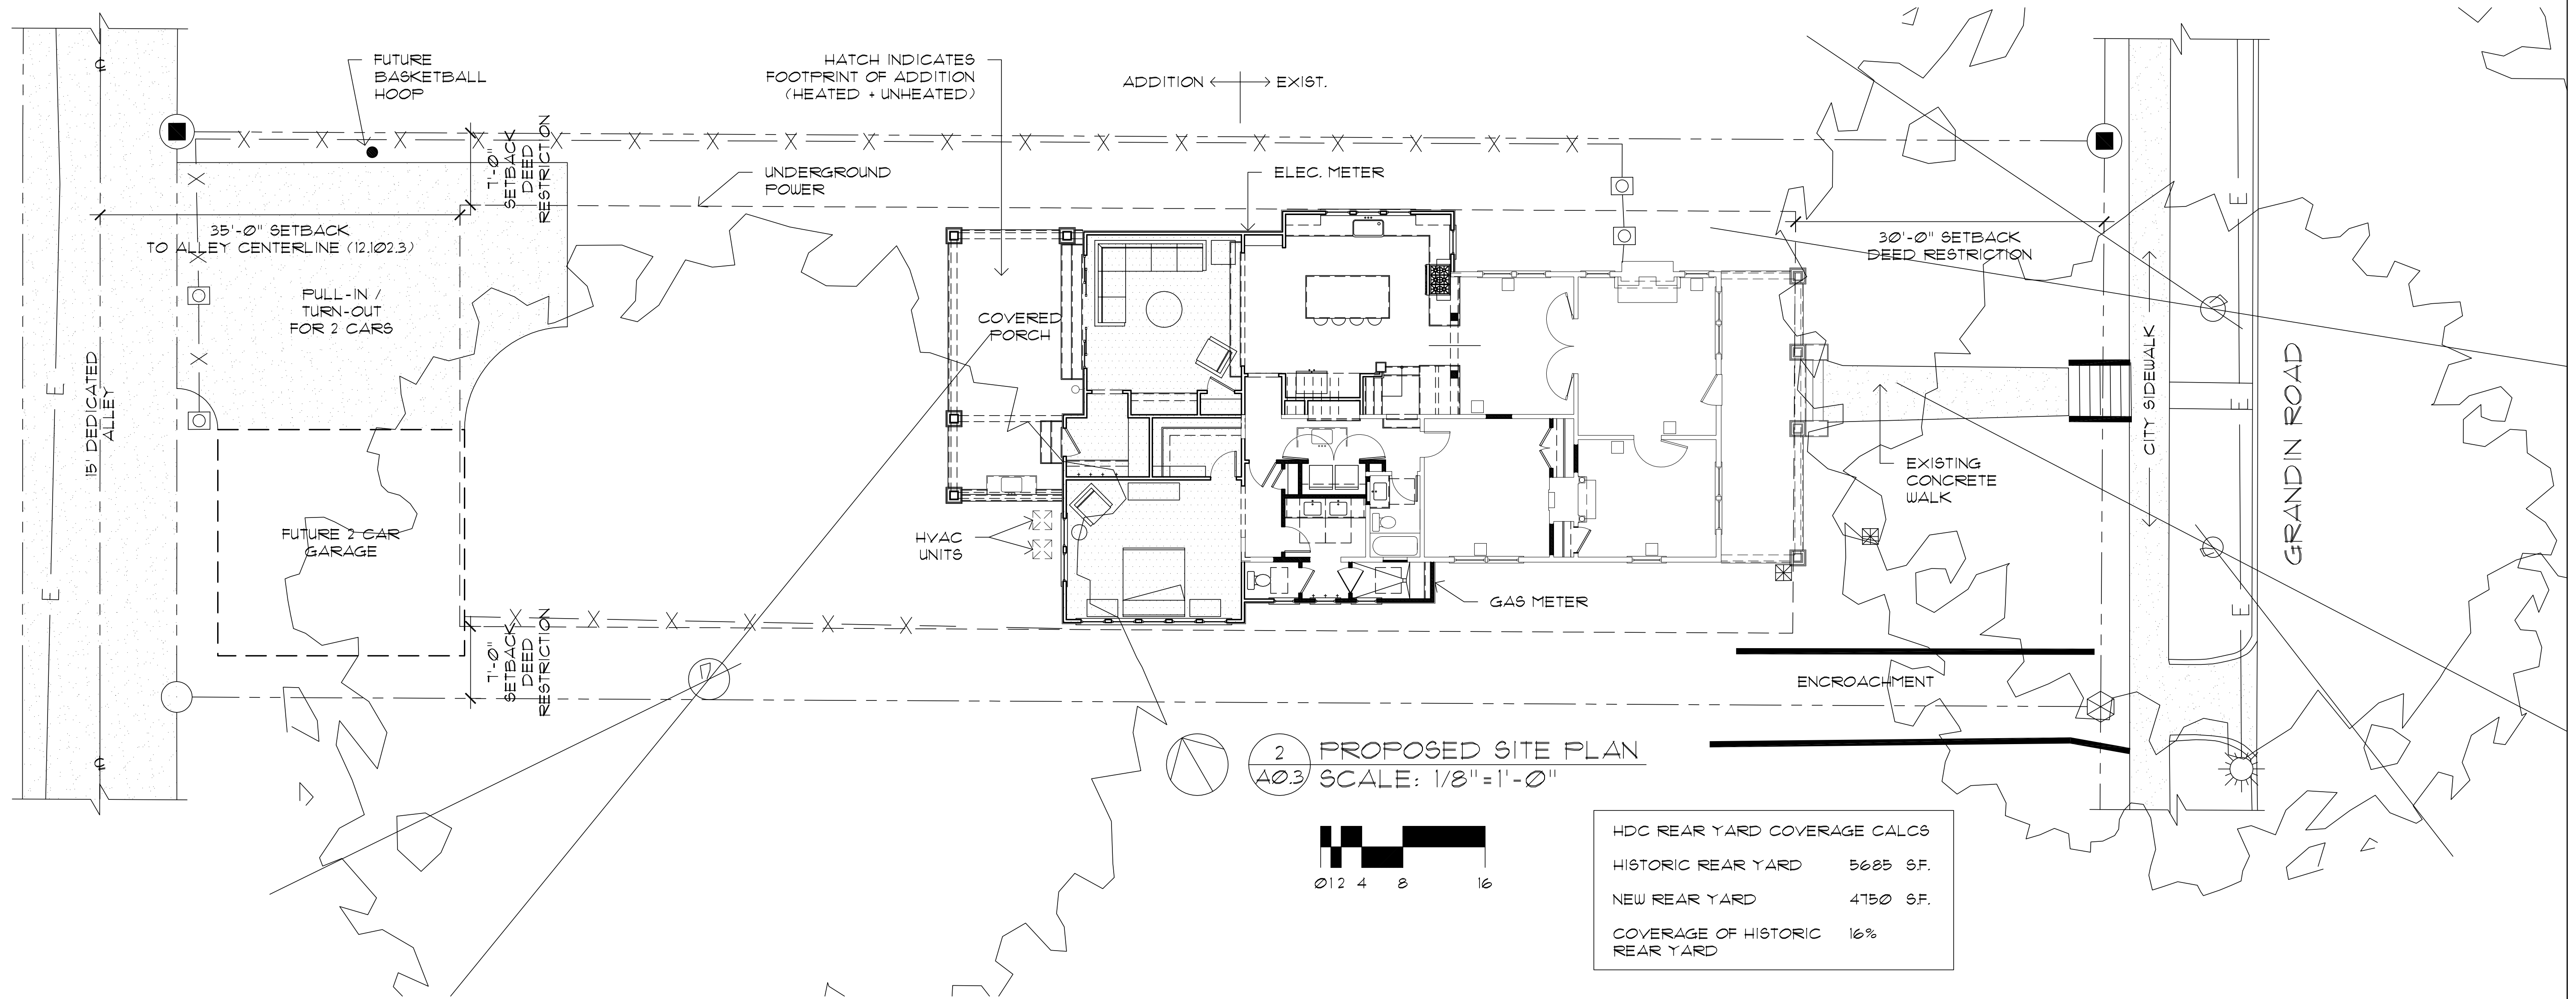 FUTURE
BASKETBALL
HOOP
HATCH INDICATES
FOOTPRINT OF ADDITION
(HEATED + UNHEATED)
ADDITION
EXIST.
7'-0"
SETBACK
DEED
RESTRICTION
UNDERGROUND
POWER
ELEC. METER
35'-0" SETBACK
TO ALLEY CENTERLINE (12.102.3)
30'-0" SETBACK
DEED RESTRICTION
PULL-IN /
TURN-OUT
FOR 2 CARS
COVERED
PORCH
15' DEDICATED
ALLEY
E
E
CITY SIDEWALK
GRANDIN ROAD
E
E
E
EXISTING
CONCRETE
WALK
FUTURE 2 CAR
GARAGE
HVAC
UNITS
GAS METER
7'-0"
SETBACK
DEED
RESTRICTION
ENCROACHMENT
2
A0.3
PROPOSED SITE PLAN
SCALE: 1/8"=1'-0"
0 1 2 4 8 16
HDC REAR YARD COVERAGE CALCS
HISTORIC REAR YARD 5685 S.F.
NEW REAR YARD 4750 S.F.
COVERAGE OF HISTORIC 16%
REAR YARD